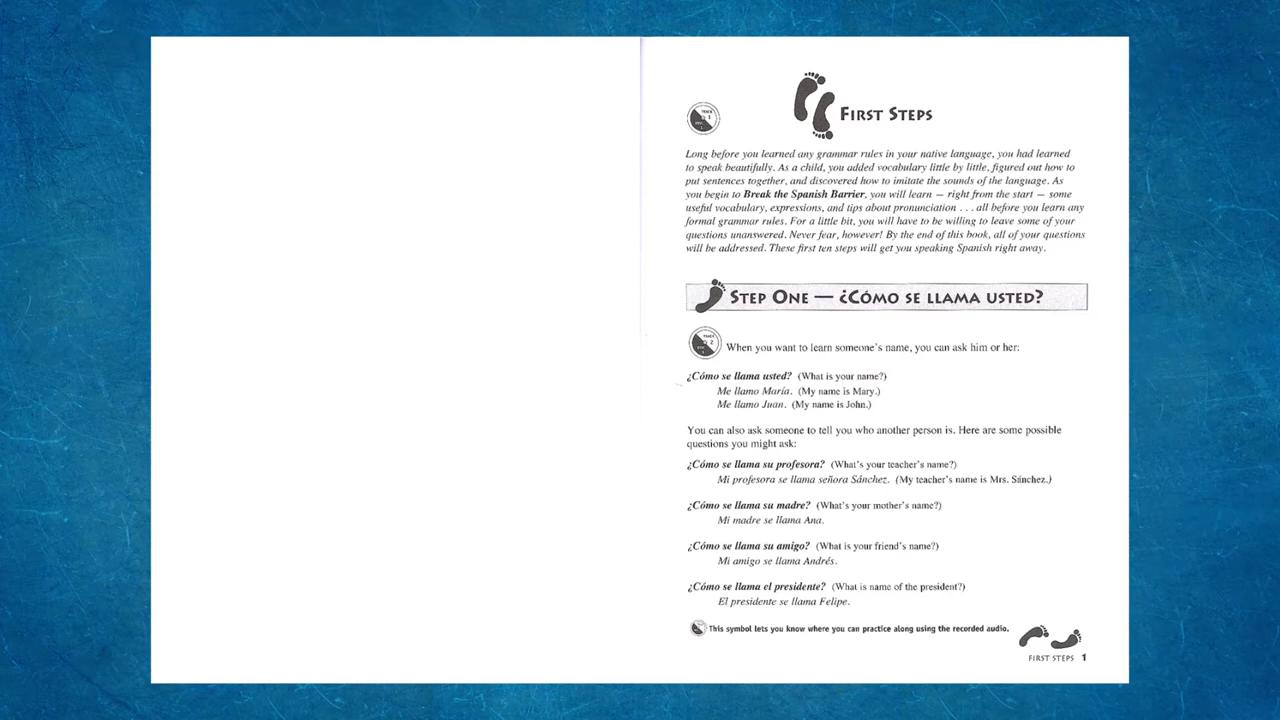 FIRST STEPS
Long before you learned any grammar rules in your native language, you had learned
to speak beautifully. As a child, you added vocabulary little by little, figured out how to
put sentences together, and discovered how to imitate the sounds of the language. As
you begin to Break the Spanish Barrier, you will learn — right from the start — some
useful vocabulary, expressions, and tips about pronunciation . . . all before you learn any
formal grammar rules. For a little bit, you will have to be willing to leave some of your
questions unanswered. Never fear, however! By the end of this book, all of your questions
will be addressed. These first ten steps will get you speaking Spanish right away.
STEP ONE — ¿CÓMO SE LLAMA USTED?
When you want to learn someone's name, you can ask him or her:
¿Cómo se llama usted? (What is your name?)
Me llamo María. (My name is Mary.)
Me llamo Juan. (My name is John.)
You can also ask someone to tell you who another person is. Here are some possible
questions you might ask:
¿Cómo se llama su profesora? (What's your teacher's name?)
Mi profesora se llama señora Sánchez. (My teacher's name is Mrs. Sánchez.)
¿Cómo se llama su madre? (What's your mother's name?)
Mi madre se llama Ana.
¿Cómo se llama su amigo? (What is your friend's name?)
Mi amigo se llama Andrés.
¿Cómo se llama el presidente? (What is name of the president?)
El presidente se llama Felipe.
This symbol lets you know where you can practice along using the recorded audio.
FIRST STEPS 1